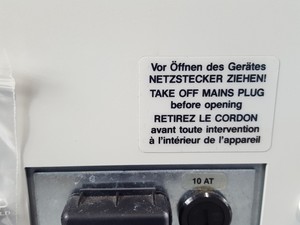 Vor Öffnen des Gerätes
NETZSTECKER ZIEHEN!
TAKE OFF MAINS PLUG
before opening
RETIREZ LE CORDON
avant toute intervention
à l'intérieur de l'appareil
10 AT